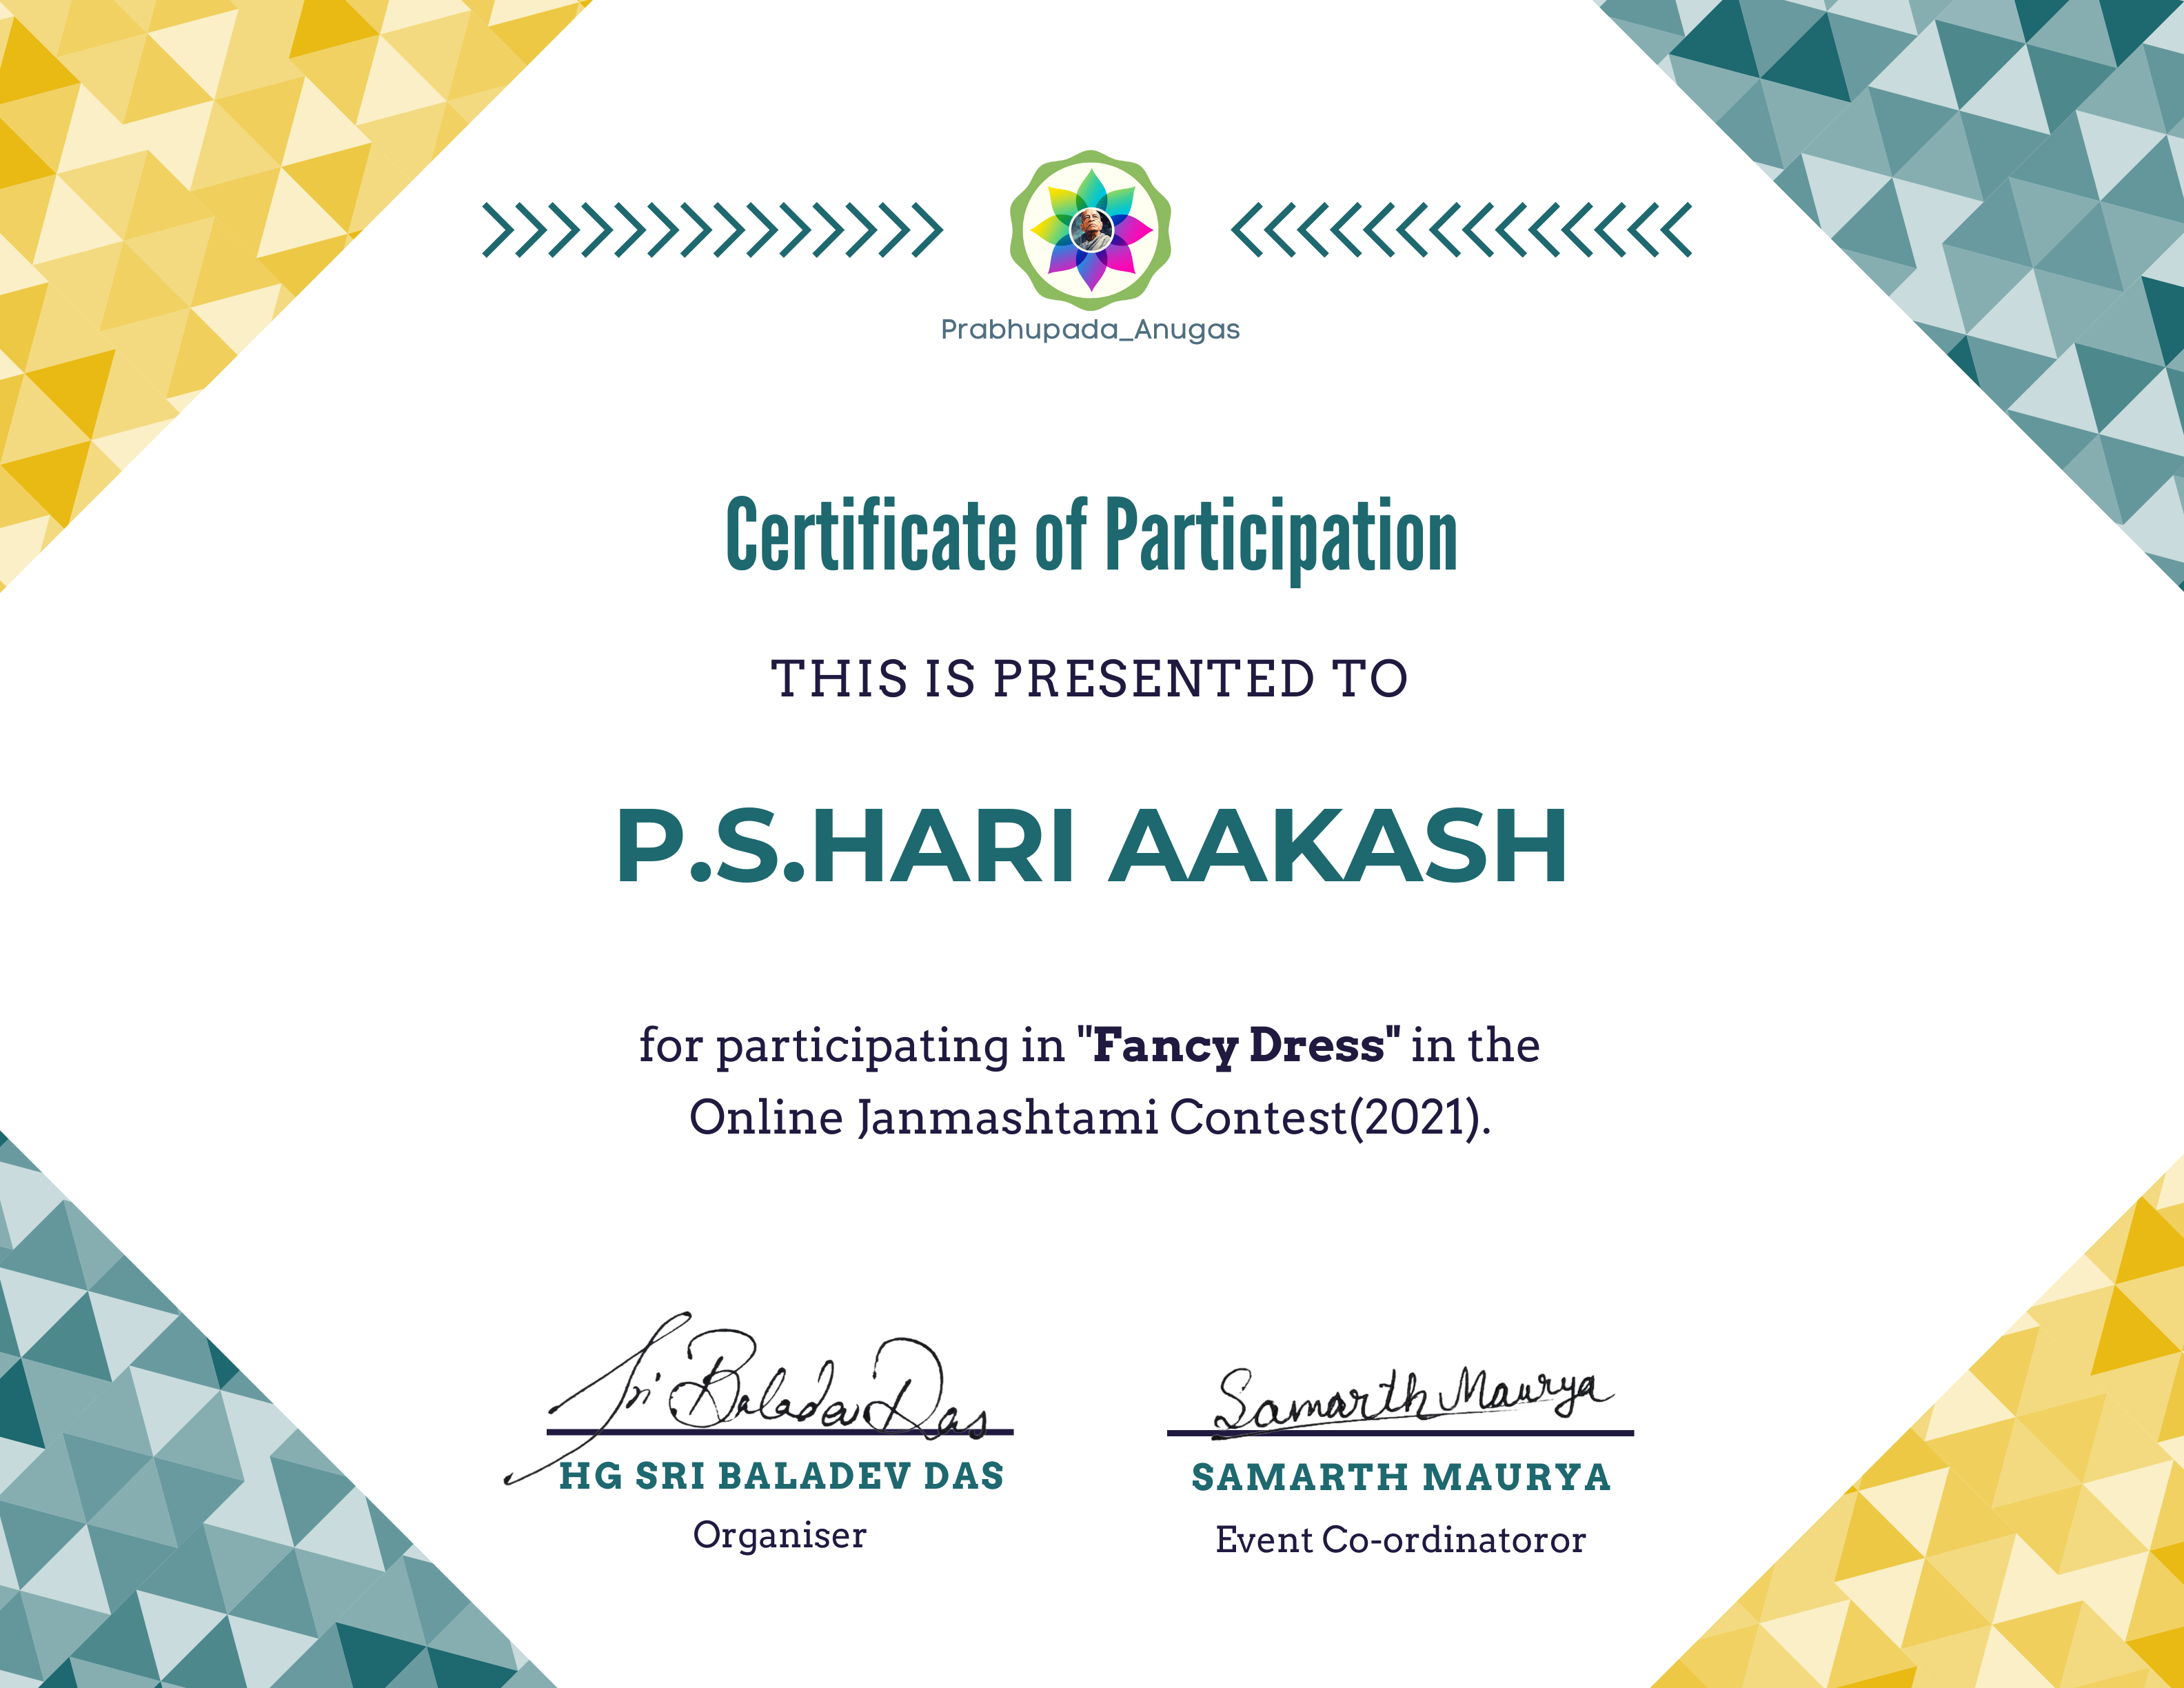 Prabhupada_Anugas
Certificate of Participation
THIS IS PRESENTED TO
P.S.HARI AAKASH
for participating in "Fancy Dress" in the
Online Janmashtami Contest(2021).
Sri Baladev Das
HG SRI BALADEV DAS
Organiser
Samarth Maurya
SAMARTH MAURYA
Event Co-ordinatoror